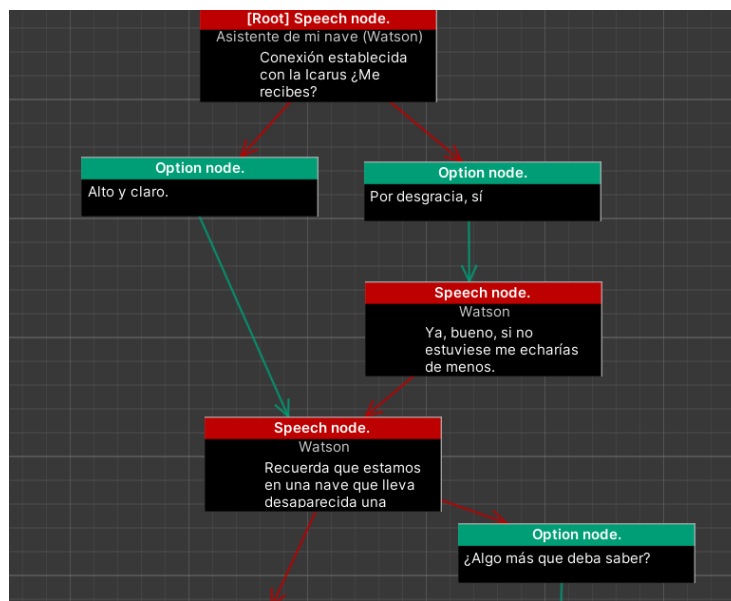 [Root] Speech node.
Asistente de mi nave (Watson)
Conexión establecida
con la Icarus ¿Me
recibes?
Option node.
Alto y claro.
Option node.
Por desgracia, sí
Speech node.
Watson
Ya, bueno, si no
estuviese me echarías
de menos.
Speech node.
Watson
Recuerda que estamos
en una nave que lleva
desaparecida una
Option node.
¿Algo más que deba saber?